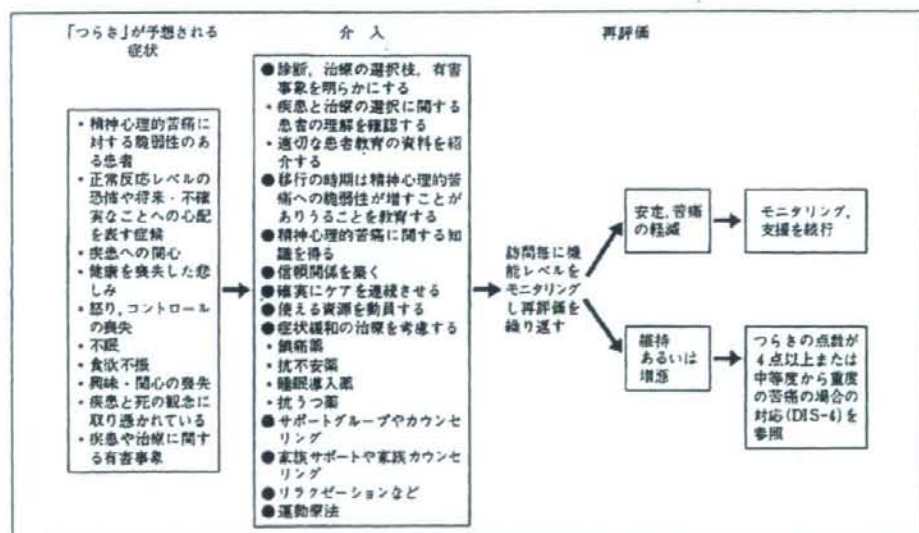 「つらさ」が予想される
症状
・精神心理的苦痛に
対する脆弱性のあ
る患者
・正常反応レベルの
恐怖や将来・不確
実なことへの心配
を表す症候
・疾患への関心
・健康を喪失した悲
しみ
・怒り,コントロール
の喪失
・不眠
・食欲不振
・興味・関心の喪失
・疾患と死の観念に
取り憑かれている
・疾患や治療に関す
る有害事象
介 入
●診断,治療の選択枝,有害
事象を明らかにする
・疾患と治療の選択に関する
患者の理解を確認する
・適切な患者教育の資料を紹
介する
●移行の時期は精神心理的苦
痛への脆弱性が増すことが
ありうることを教育する
●精神心理的苦痛に関する知
識を得る
●信頼関係を築く
●確実にケアを連続させる
●使える資源を動員する
●症状緩和の治療を考慮する
・鎮痛薬
・抗不安薬
・睡眠導入薬
・抗うつ薬
●サポートグループやカウンセ
リング
●家族サポートや家族カウンセ
リング
●リラクゼーションなど
●運動療法
再評価
訪問毎に機
能レベルを
モニタリング
し再評価を
繰り返す
安定,苦痛
の軽減
モニタリング,
支援を続行
維持
あるいは
増悪
つらさの点数が
4点以上または
中等度から重度
の苦痛の場合の
対応(DIS-4)を
参照